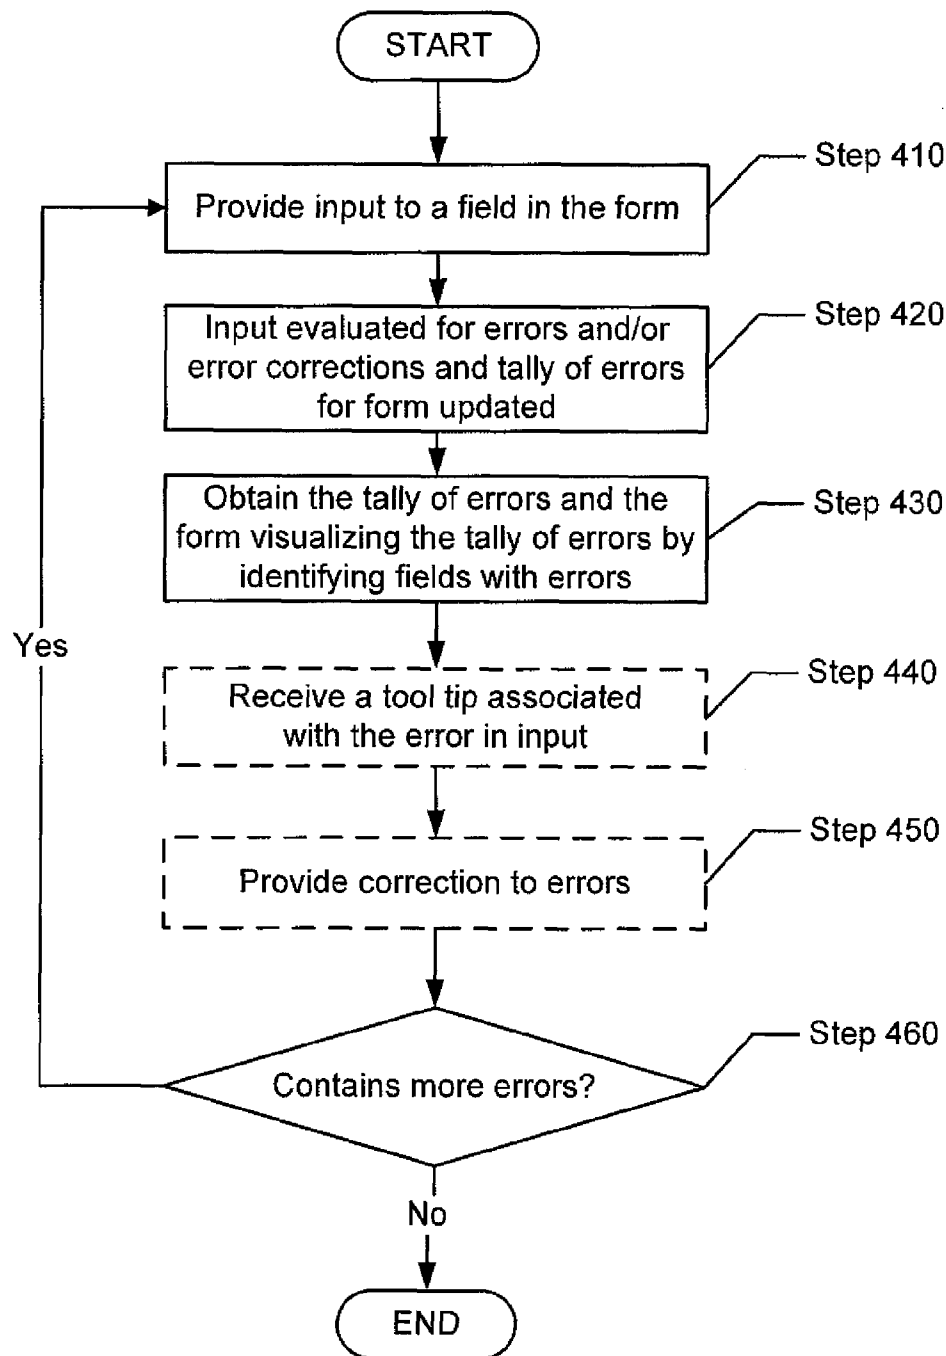 START
Step 410
Provide input to a field in the form
Step 420
Input evaluated for errors and/or
error corrections and tally of errors
for form updated
Step 430
Obtain the tally of errors and the
form visualizing the tally of errors by
identifying fields with errors
Yes
Step 440
Receive a tool tip associated
with the error in input
Step 450
Provide correction to errors
Step 460
Contains more errors?
No
END